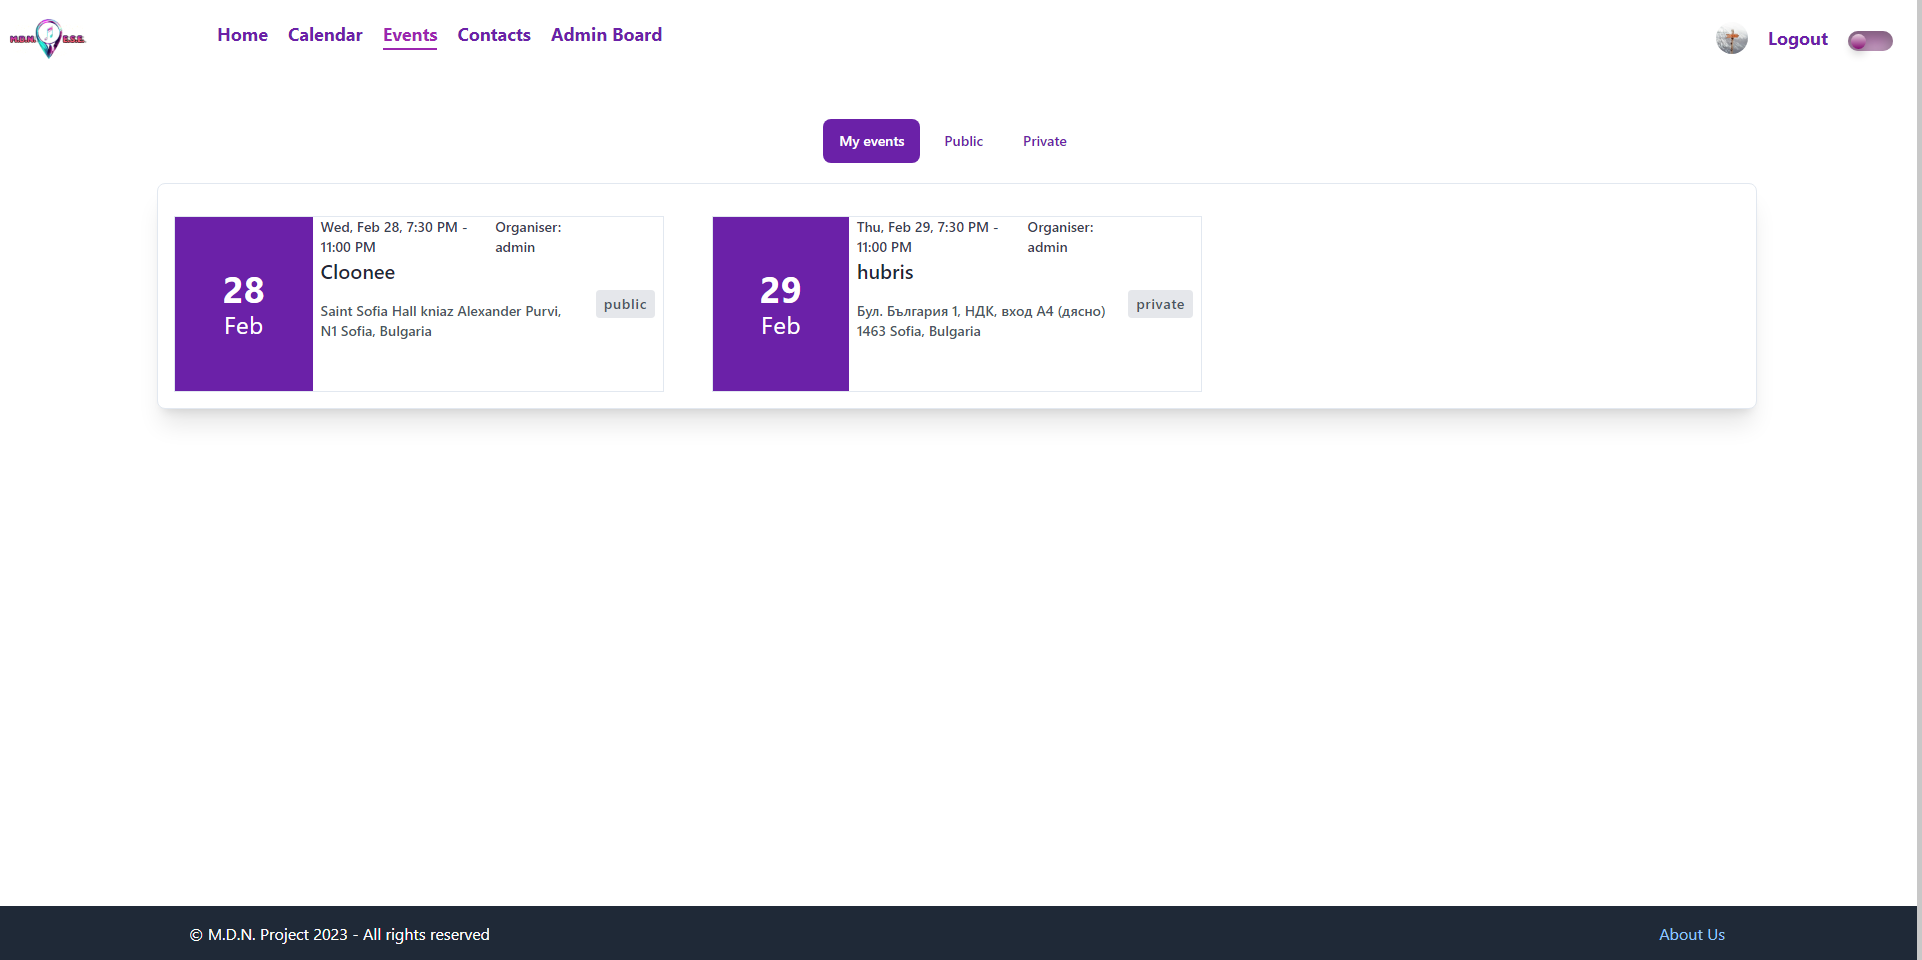 M.D.N. E.S.E.
Home Calendar Events Contacts Admin Board
Logout
My events Public Private
28
Feb
Wed, Feb 28, 7:30 PM -
11:00 PM
Organiser:
admin
Cloonee
Saint Sofia Hall kniaz Alexander Purvi,
N1 Sofia, Bulgaria
public
29
Feb
Thu, Feb 29, 7:30 PM -
11:00 PM
Organiser:
admin
hubris
Бул. България 1, НДК, вход А4 (дясно)
1463 Sofia, Bulgaria
private
© M.D.N. Project 2023 - All rights reserved
About Us